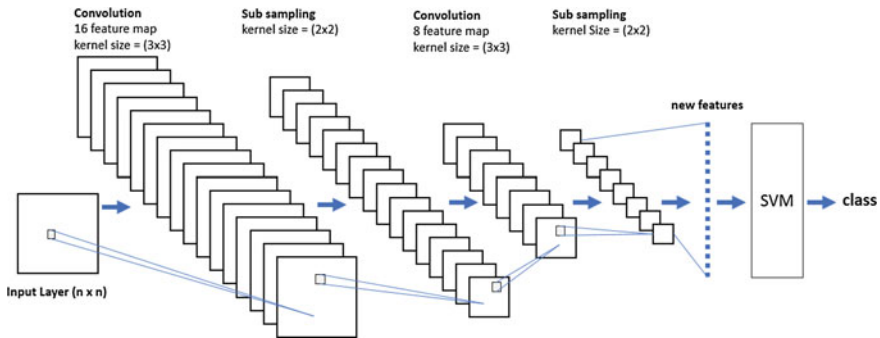 Convolution
16 feature map
kernel size = (3x3)
Sub sampling
kernel size = (2x2)
Convolution
8 feature map
kernel size = (3x3)
Sub sampling
kernel Size = (2x2)
new features
SVM
class
Input Layer (n x n)